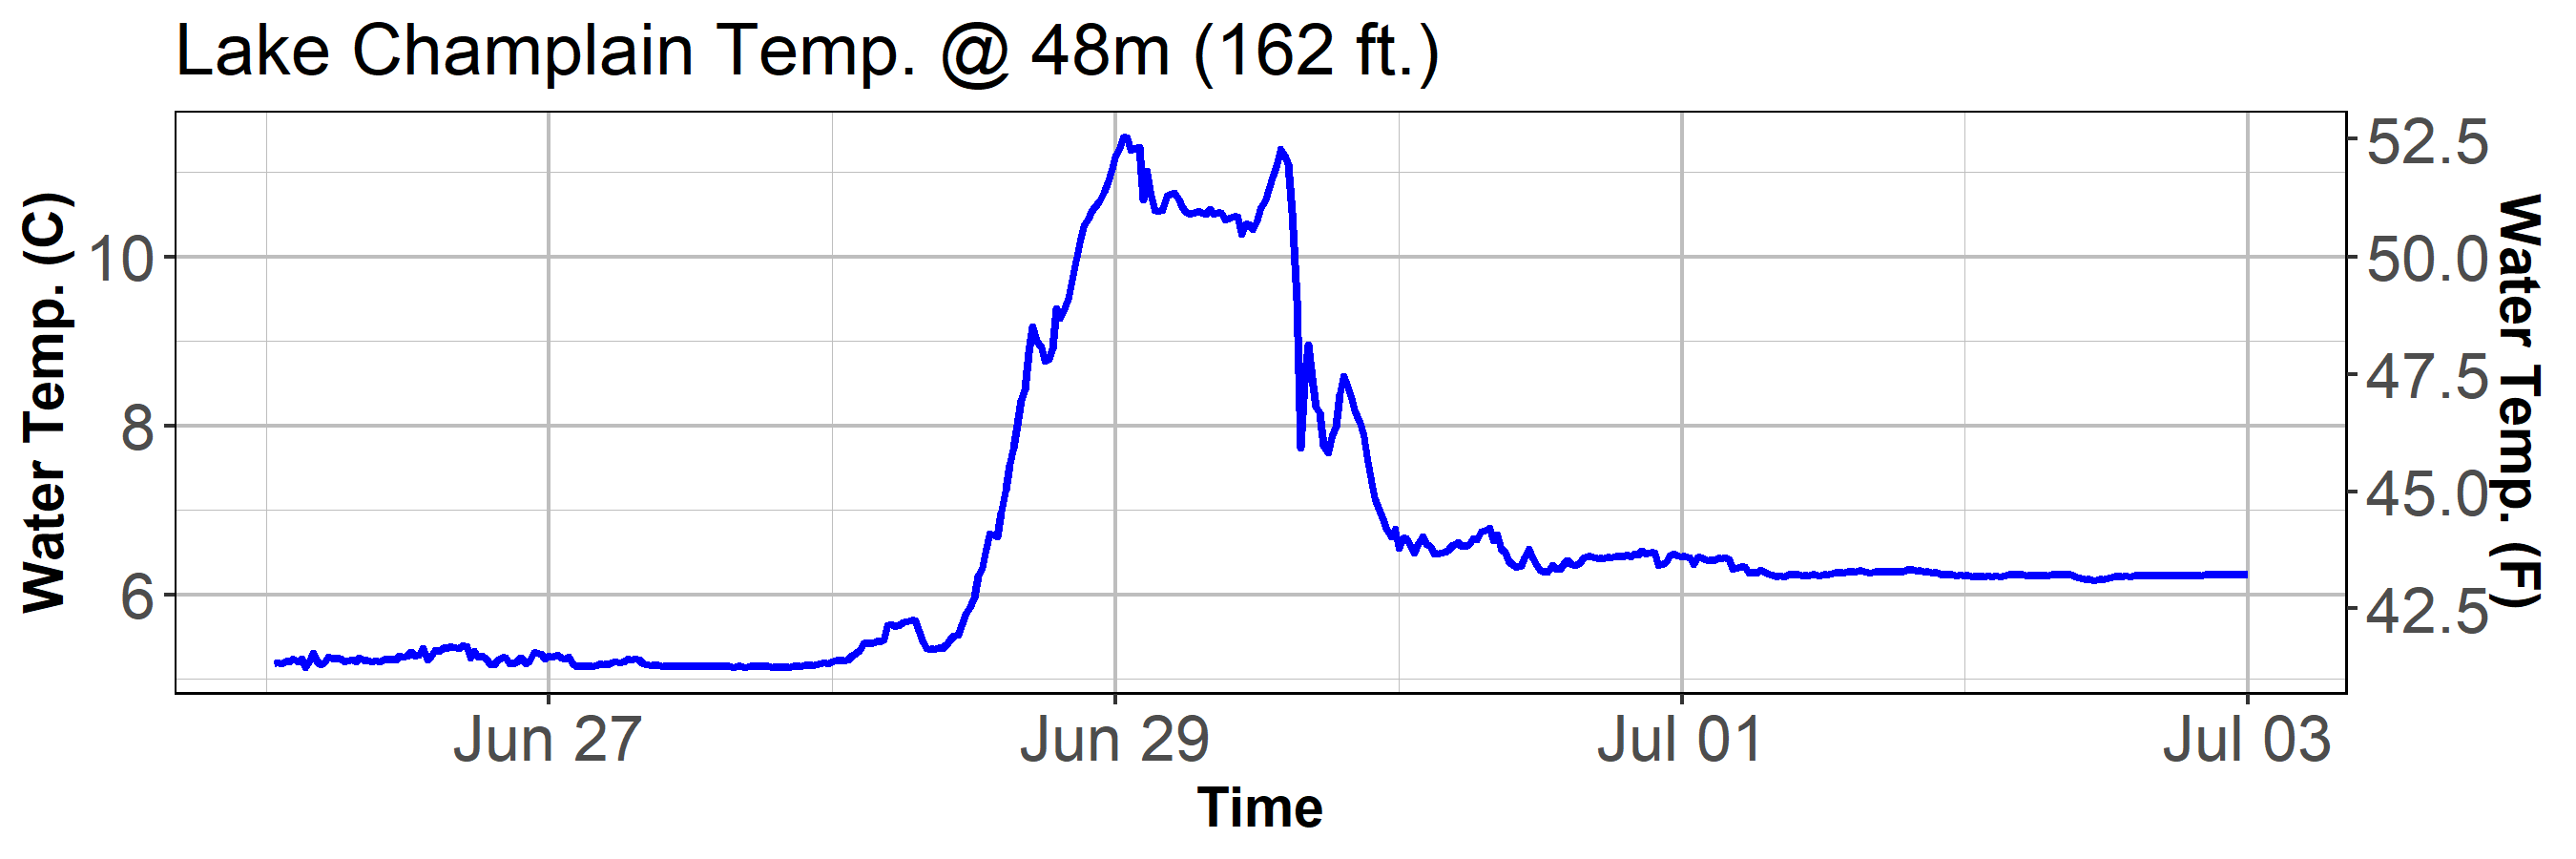 Lake Champlain Temp. @ 48m (162 ft.)
Water Temp. (C)
10
8
6
52.5
50.0
47.5
45.0
42.5
Water Temp. (F)
Jun 27
Jun 29
Jul 01
Jul 03
Time